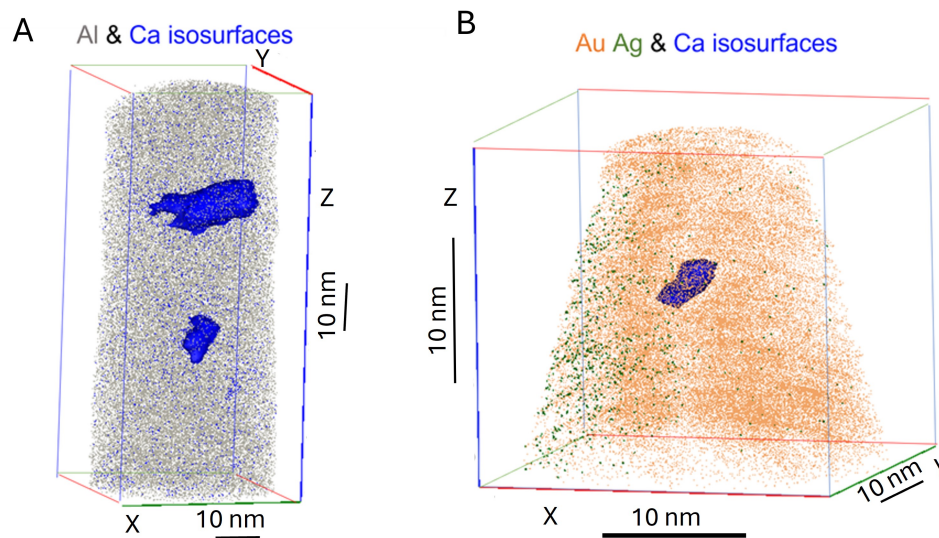 A
Al & Ca isosurfaces
Y
Z
10 nm
X
10 nm
B
Au Ag & Ca isosurfaces
Z
10 nm
X
10 nm
10 nm